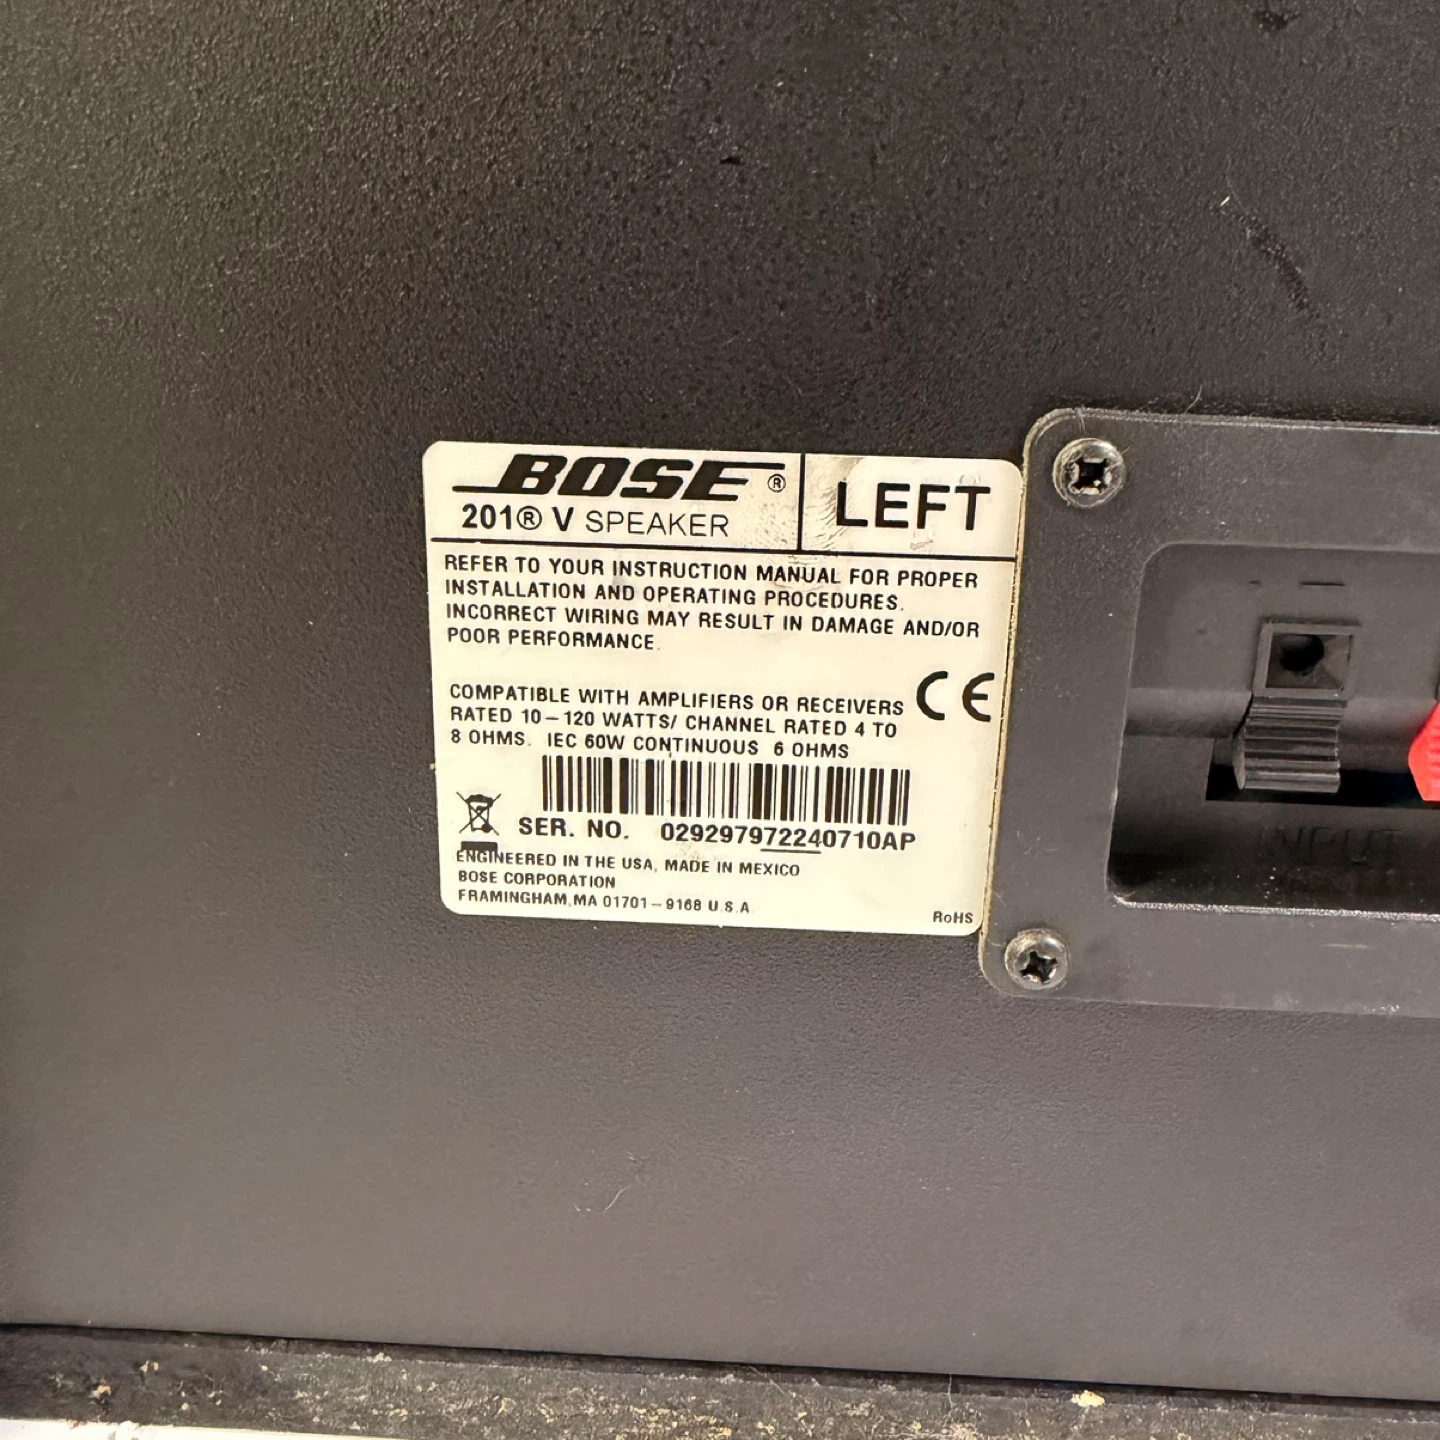 BOSE®
LEFT
201® V SPEAKER
REFER TO YOUR INSTRUCTION MANUAL FOR PROPER
INSTALLATION AND OPERATING PROCEDURES.
INCORRECT WIRING MAY RESULT IN DAMAGE AND/OR
POOR PERFORMANCE.
COMPATIBLE WITH AMPLIFIERS OR RECEIVERS
RATED 10-120 WATTS/ CHANNEL RATED 4 TO
8 OHMS. IEC 60W CONTINUOUS 6 OHMS
CE
SER. NO. 029297972240710AP
ENGINEERED IN THE USA, MADE IN MEXICO
BOSE CORPORATION
FRAMINGHAM, MA 01701-9168 U.S.A.
RoHS
INPUT